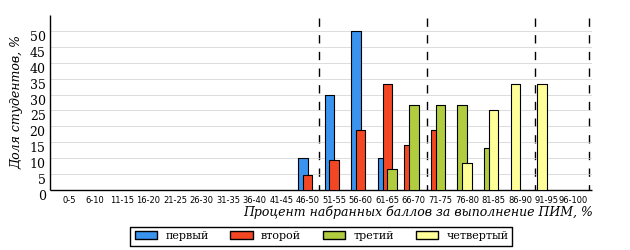 Доля студентов, %
50
45
40
35
30
25
20
15
10
5
0
0-5 6-10 11-15 16-20 21-25 26-30 31-35 36-40 41-45 46-50 51-55 56-60 61-65 66-70 71-75 76-80 81-85 86-90 91-95 96-100
Процент набранных баллов за выполнение ПИМ, %
первый второй третий четвертый